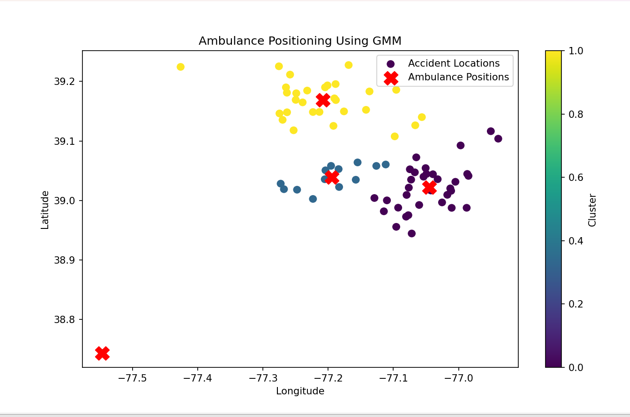 Ambulance Positioning Using GMM
Accident Locations
Ambulance Positions
39.2
39.1
39.0
38.9
38.8
Latitude
−77.5
−77.4
−77.3
−77.2
−77.1
−77.0
Longitude
1.0
0.8
0.6
0.4
0.2
0.0
Cluster